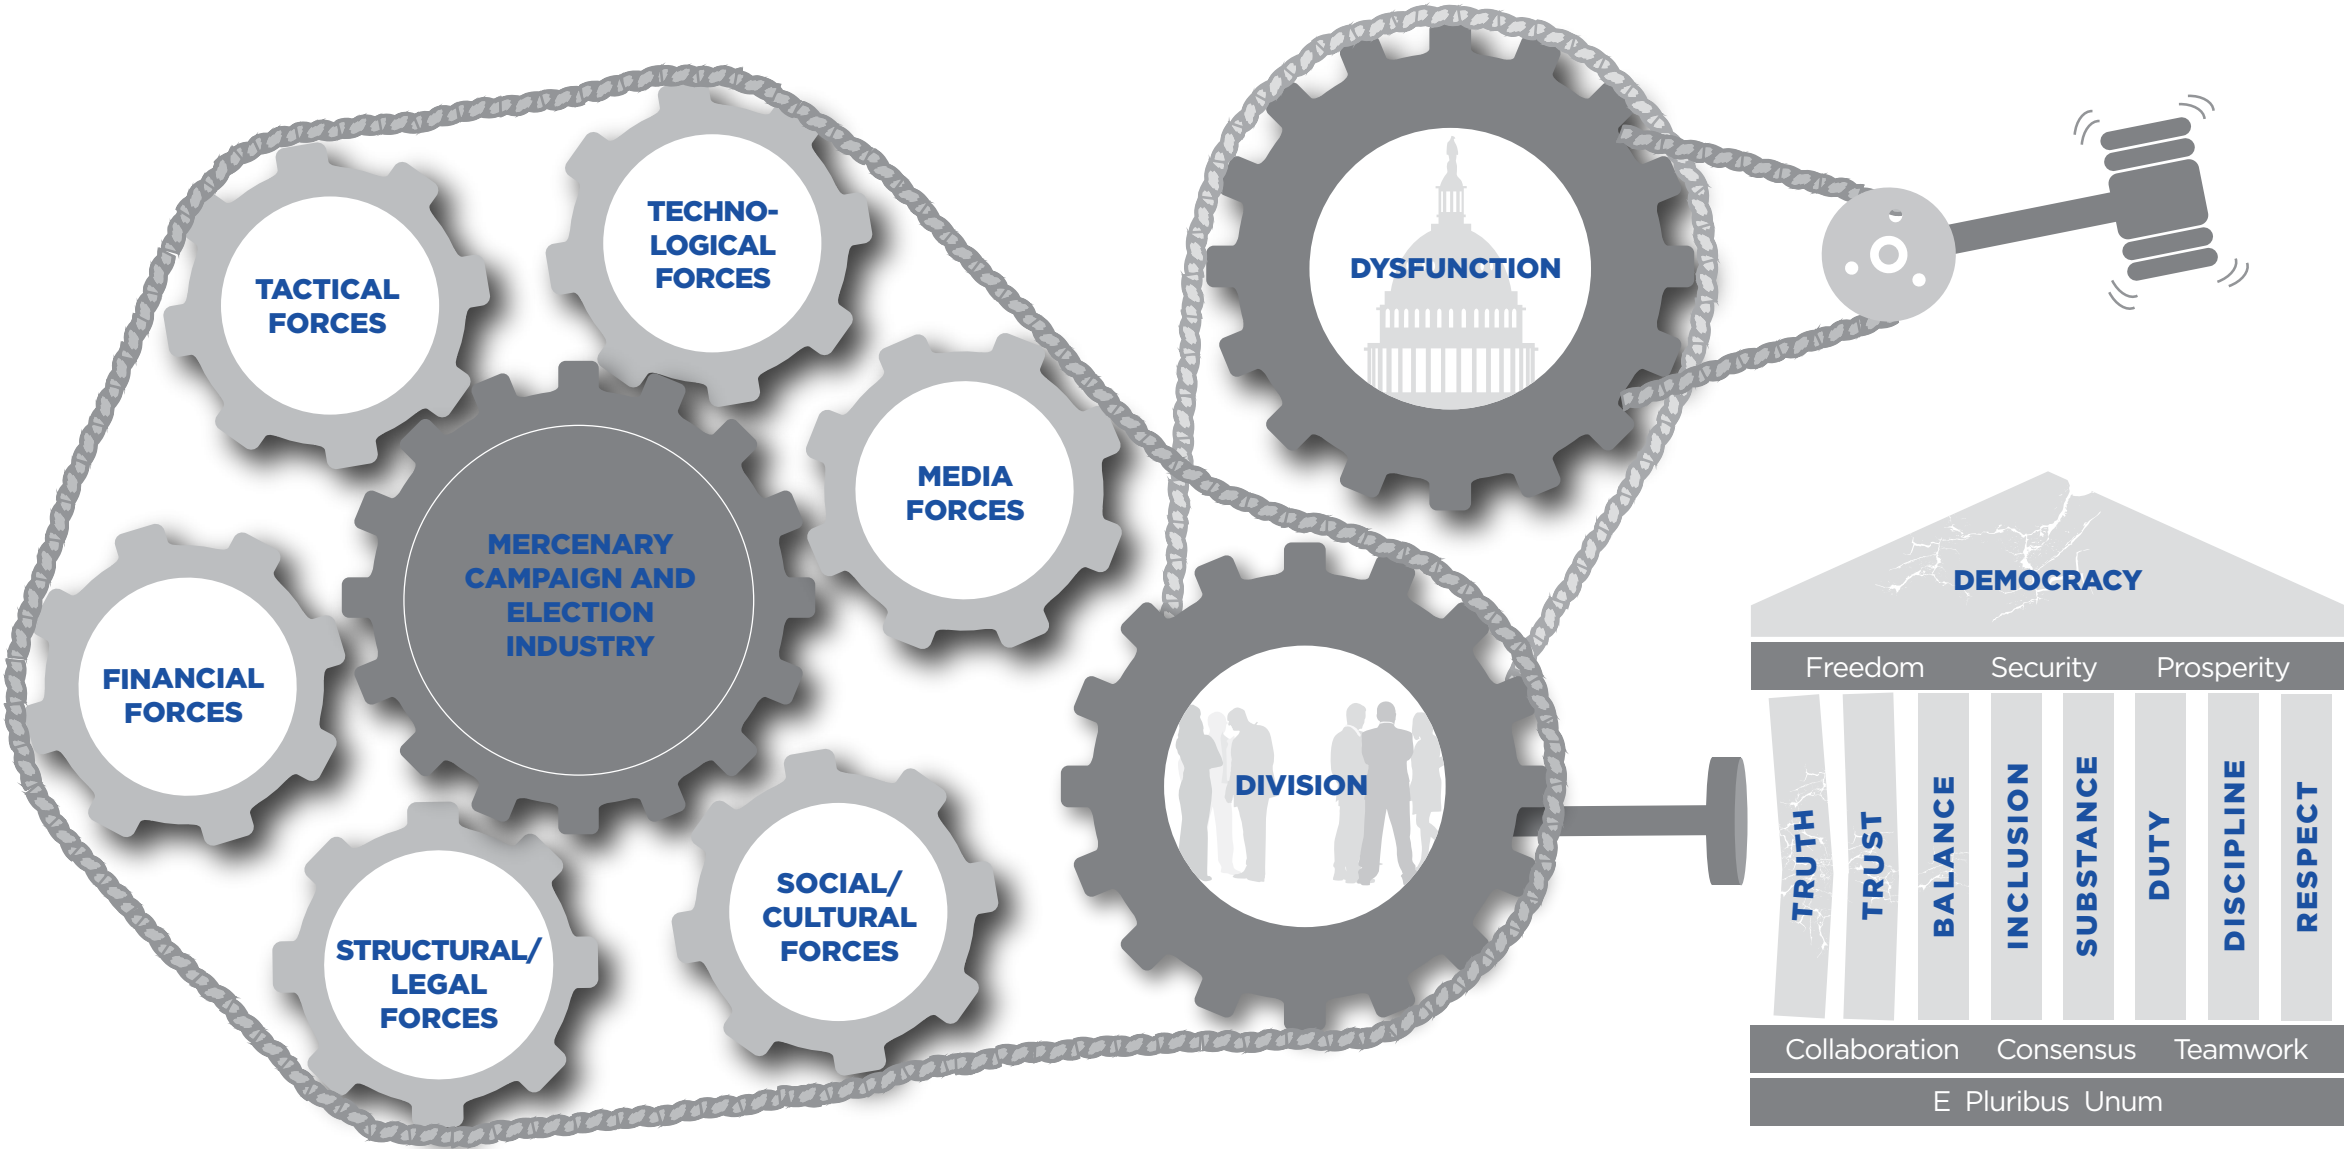 TACTICAL
FORCES
TECHNO-
LOGICAL
FORCES
MEDIA
FORCES
MERCENARY
CAMPAIGN AND
ELECTION
INDUSTRY
FINANCIAL
FORCES
STRUCTURAL/
LEGAL
FORCES
SOCIAL/
CULTURAL
FORCES
DYSFUNCTION
DIVISION
DEMOCRACY
Freedom Security Prosperity
TRUTH
TRUST
BALANCE
INCLUSION
SUBSTANCE
DUTY
DISCIPLINE
RESPECT
Collaboration Consensus Teamwork
E Pluribus Unum